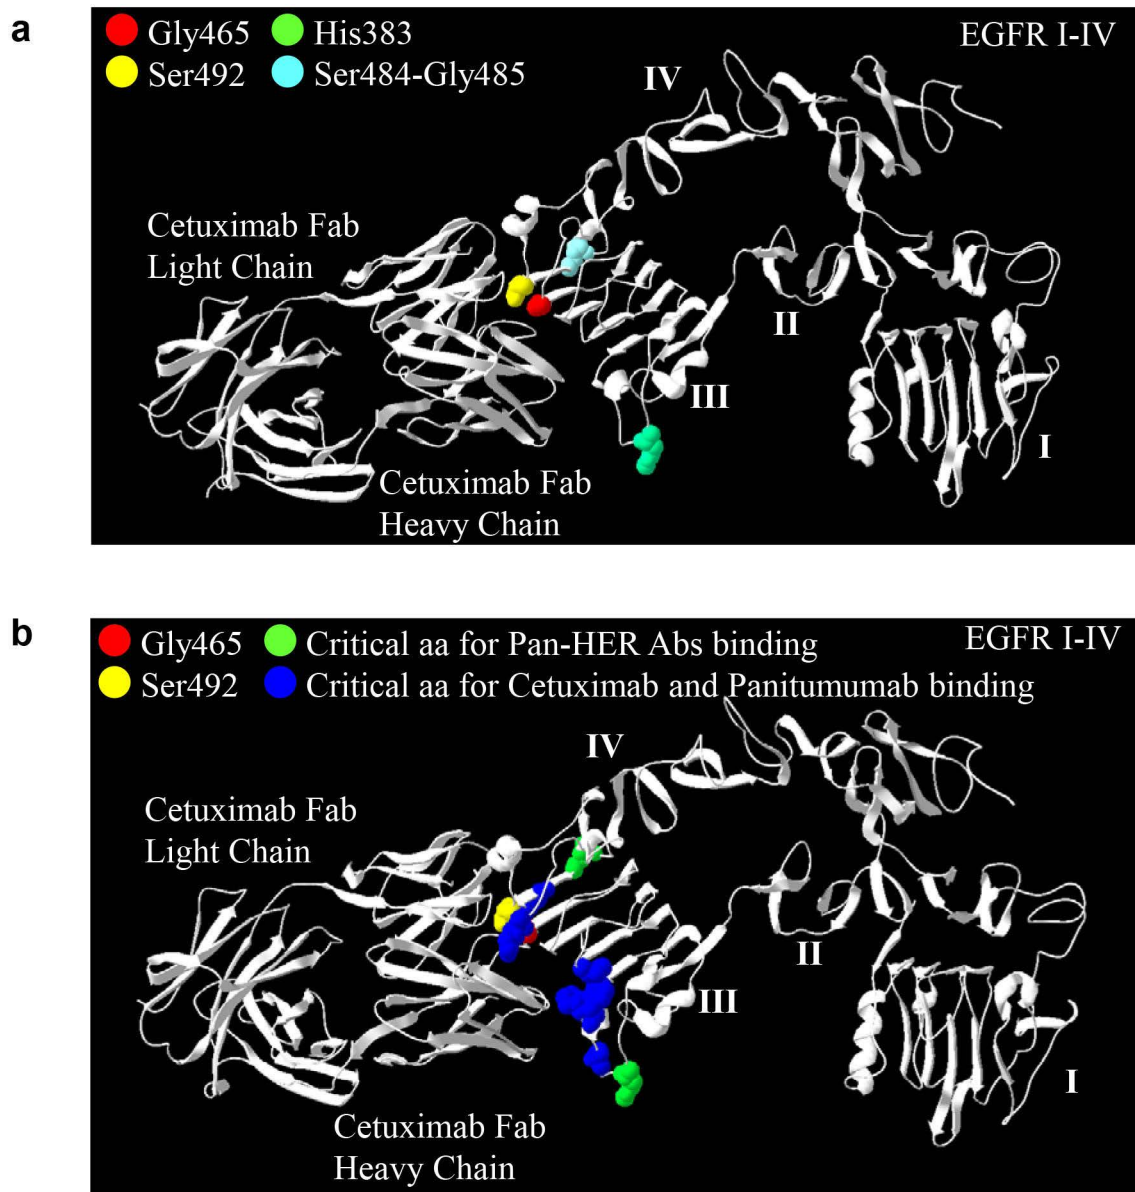 a
Gly465 His383 EGFR I-IV
Ser492 Ser484-Gly485
IV
Cetuximab Fab
Light Chain
II
III
I
Cetuximab Fab
Heavy Chain
b
Gly465 Critical aa for Pan-HER Abs binding EGFR I-IV
Ser492 Critical aa for Cetuximab and Panitumumab binding
IV
Cetuximab Fab
Light Chain
II
III
I
Cetuximab Fab
Heavy Chain